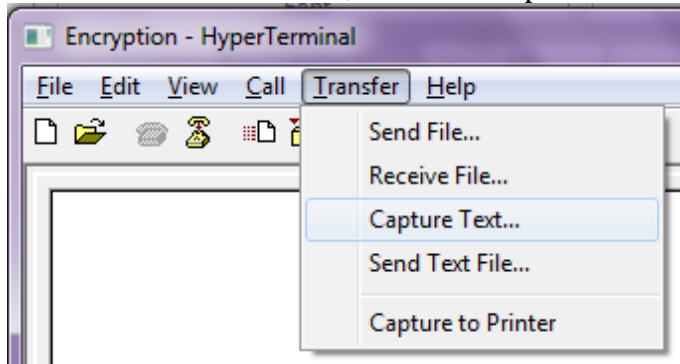 Encryption - HyperTerminal
File Edit View Call Transfer Help
Send File...
Receive File...
Capture Text...
Send Text File...
Capture to Printer